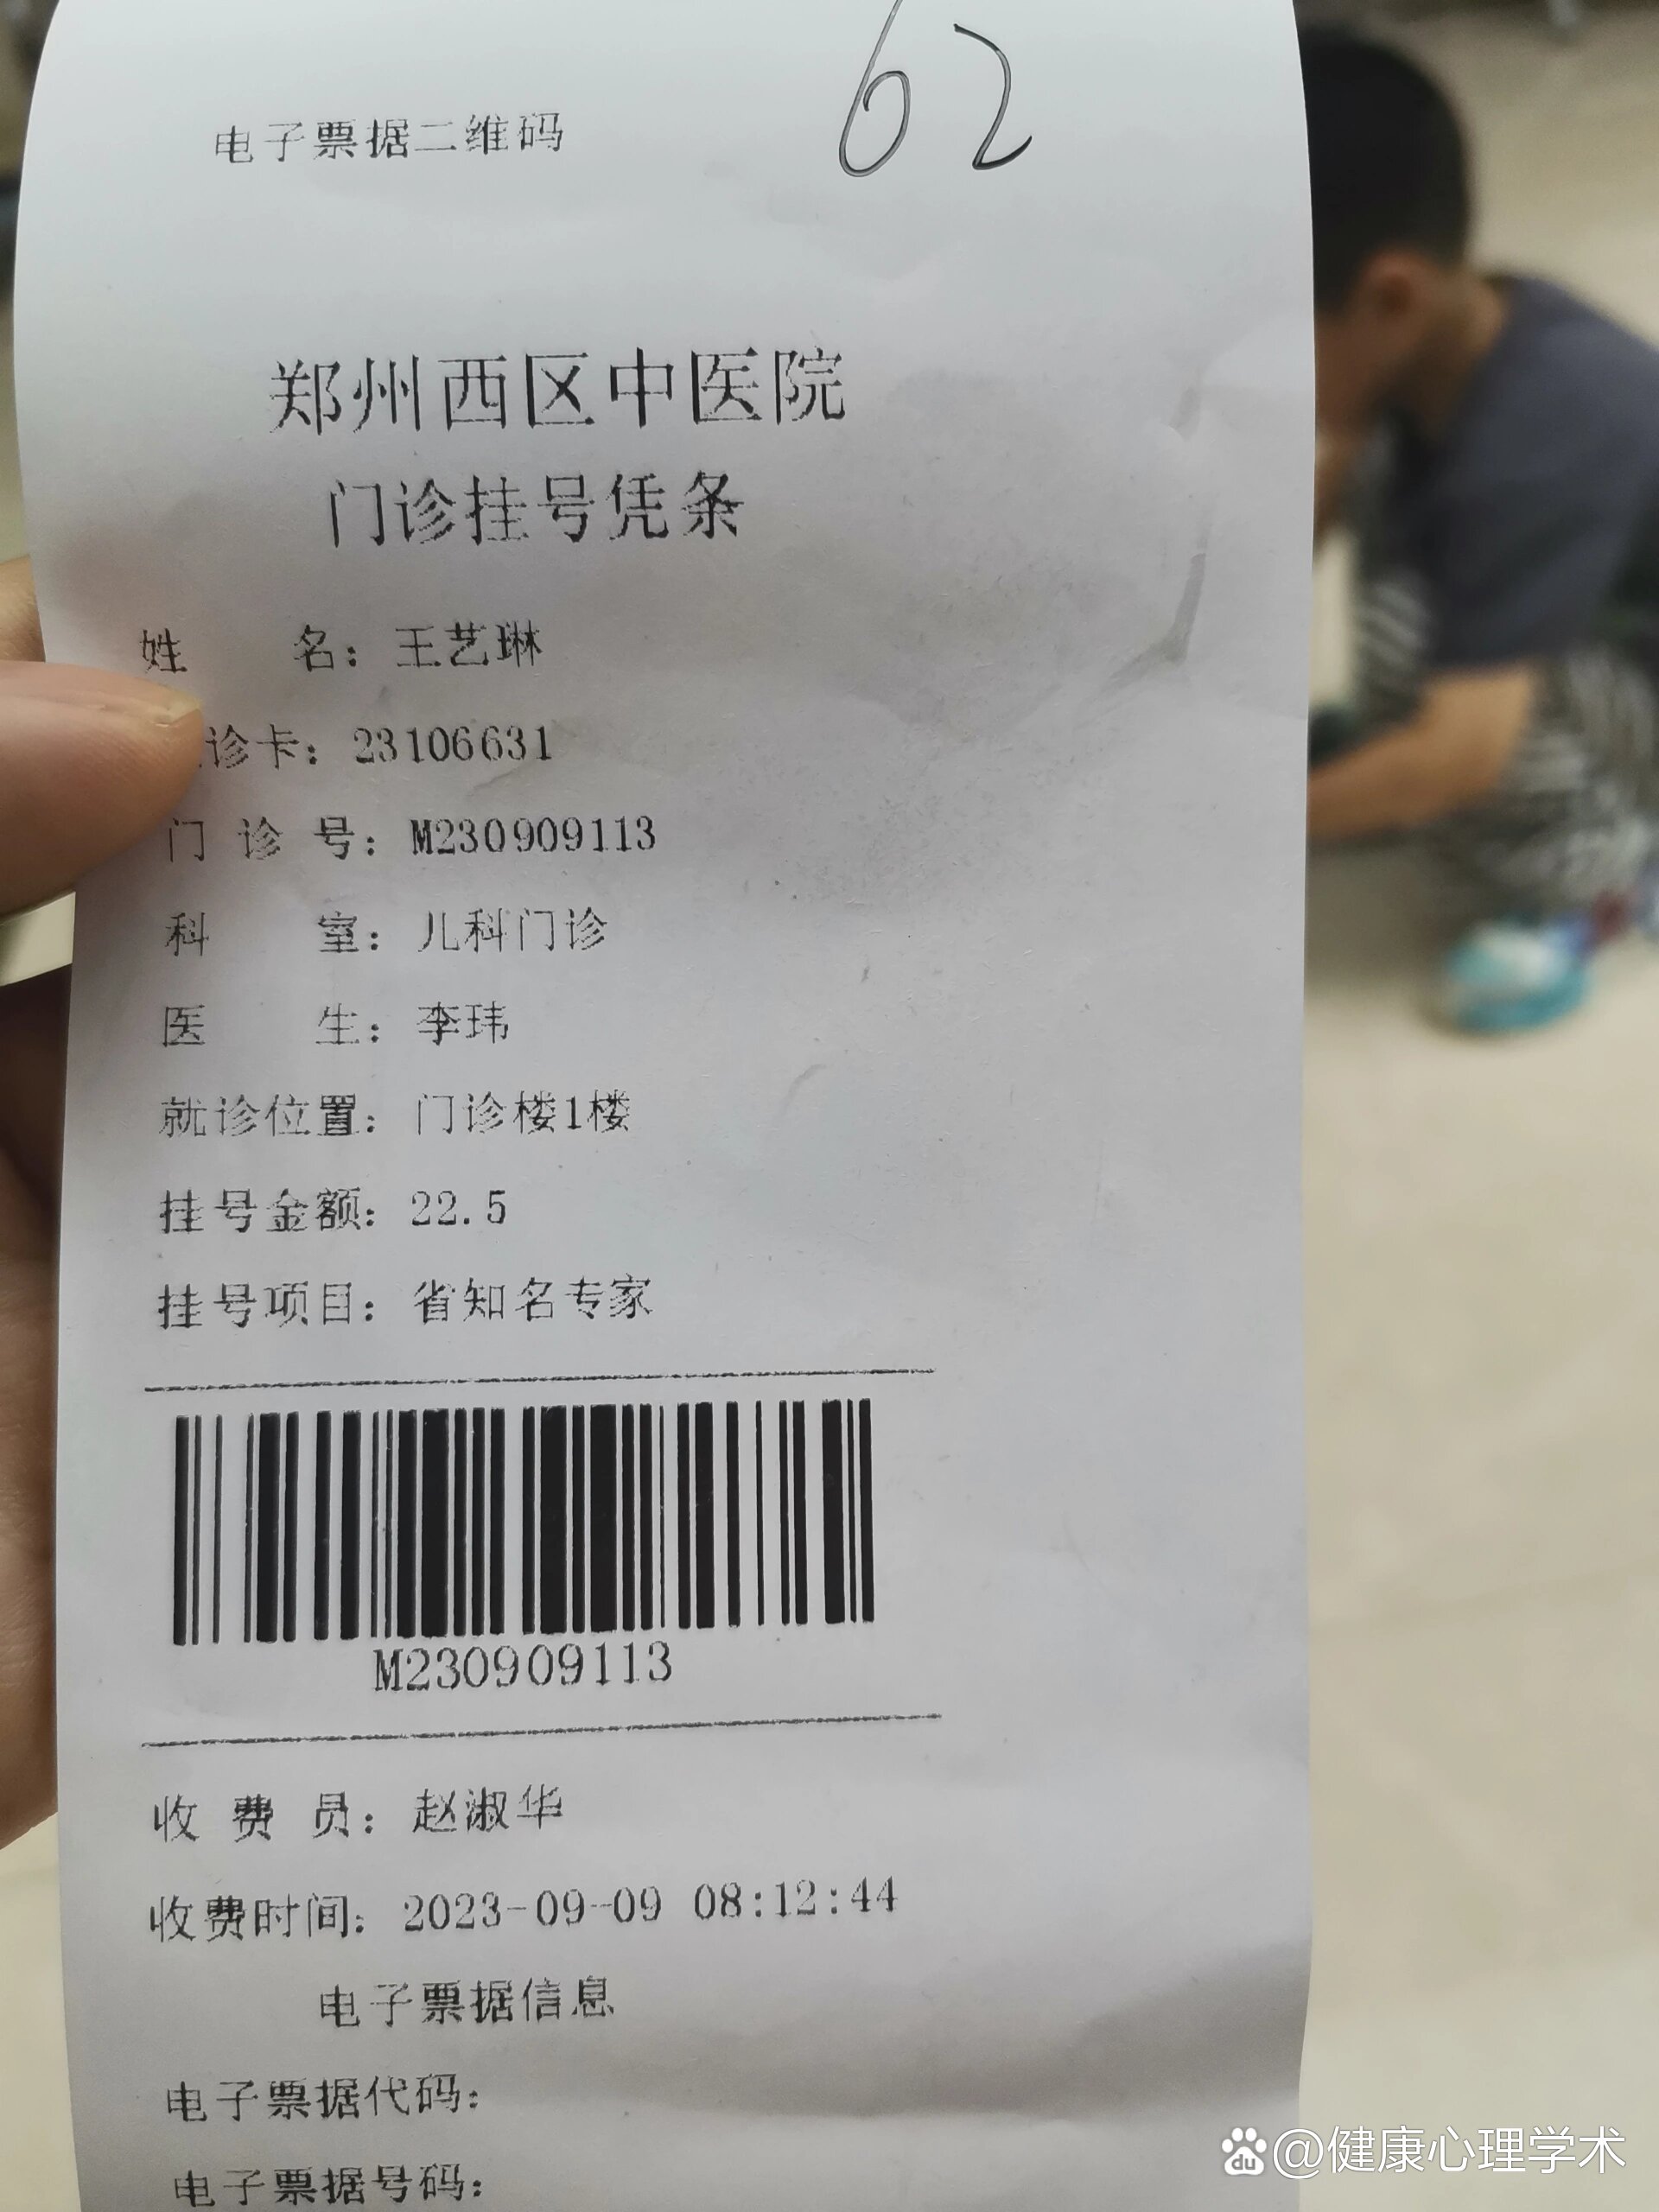 62
电子票据二维码
郑州西区中医院
门诊挂号凭条
姓 名：王艺琳
诊卡：23106631
门 诊 号：M230909113
科 室：儿科门诊
医 生：李玮
就诊位置：门诊楼1楼
挂号金额：22.5
挂号项目：省知名专家
M230909113
收 费 员：赵淑华
收费时间：2023-09-09 08:12:44
电子票据信息
电子票据代码：
电子票据号码：
du @健康心理学术